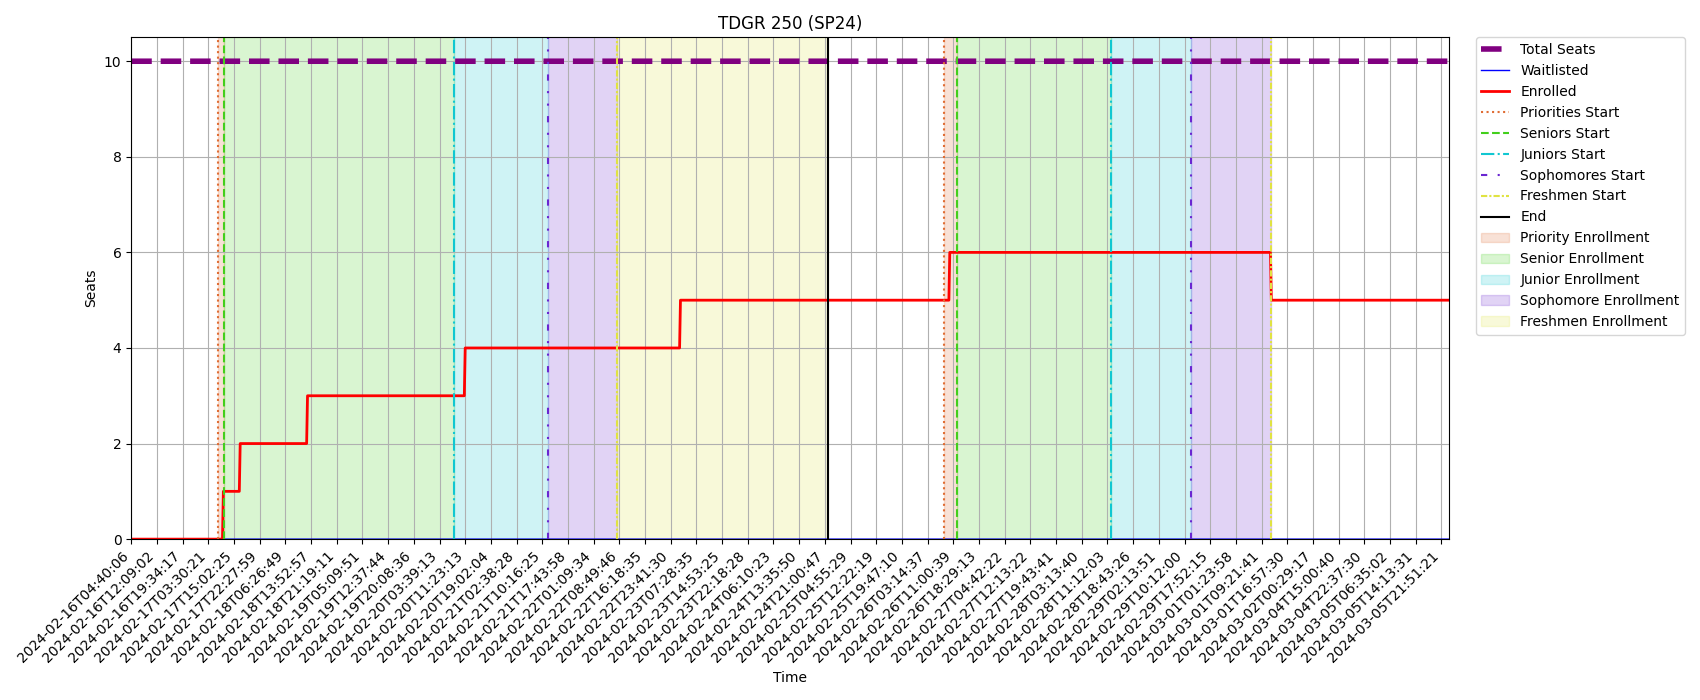 TDGR 250 (SP24)
10
8
6
4
2
0
Seats
2024-02-16T04:40:06
2024-02-16T12:09:02
2024-02-16T19:34:17
2024-02-17T03:30:21
2024-02-17T15:02:25
2024-02-17T22:27:59
2024-02-18T06:26:49
2024-02-18T13:52:57
2024-02-18T21:19:11
2024-02-19T05:09:51
2024-02-19T12:37:44
2024-02-19T20:08:36
2024-02-20T03:39:13
2024-02-20T11:23:13
2024-02-20T19:02:04
2024-02-21T02:38:28
2024-02-21T10:16:25
2024-02-21T17:43:58
2024-02-22T01:09:34
2024-02-22T08:49:46
2024-02-22T16:18:35
2024-02-22T23:41:30
2024-02-23T07:28:35
2024-02-23T14:53:25
2024-02-23T22:18:28
2024-02-24T06:10:23
2024-02-24T13:35:50
2024-02-24T21:00:47
2024-02-25T04:55:29
2024-02-25T12:22:19
2024-02-25T19:47:10
2024-02-26T03:14:37
2024-02-26T11:00:39
2024-02-26T18:29:13
2024-02-27T04:42:22
2024-02-27T12:13:22
2024-02-27T19:43:41
2024-02-28T03:13:40
2024-02-28T11:12:03
2024-02-28T18:43:26
2024-02-29T02:13:51
2024-02-29T10:12:00
2024-02-29T17:52:15
2024-03-01T01:23:58
2024-03-01T09:21:41
2024-03-01T16:57:30
2024-03-02T00:29:17
2024-03-04T15:00:40
2024-03-04T22:37:30
2024-03-05T06:35:02
2024-03-05T14:13:31
2024-03-05T21:51:21
Time
Total Seats
Waitlisted
Enrolled
Priorities Start
Seniors Start
Juniors Start
Sophomores Start
Freshmen Start
End
Priority Enrollment
Senior Enrollment
Junior Enrollment
Sophomore Enrollment
Freshmen Enrollment